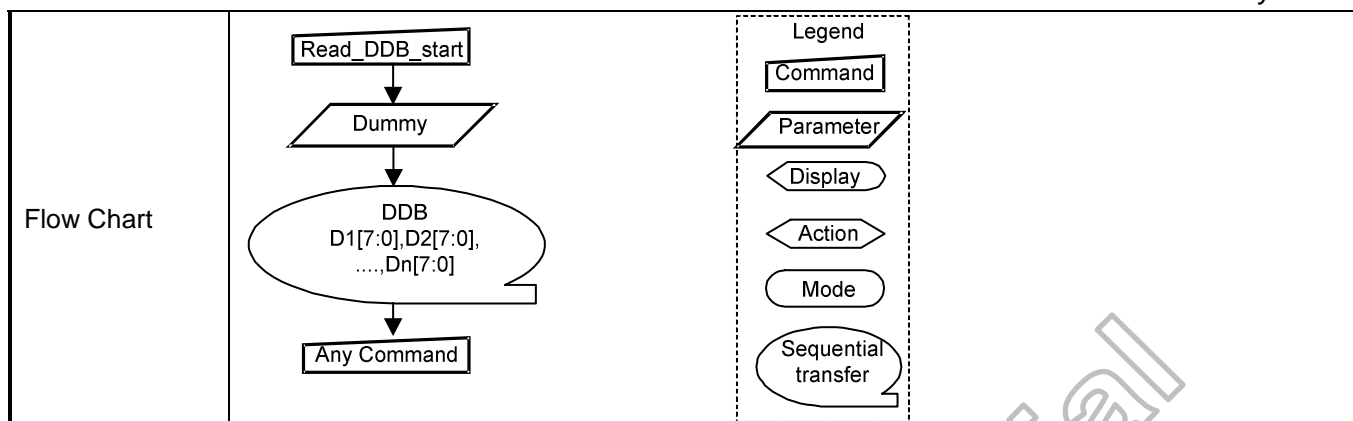 Flow Chart
Read_DDB_start
Dummy
DDB
D1[7:0],D2[7:0],
....,Dn[7:0]
Any Command
Legend
Command
Parameter
Display
Action
Mode
Sequential
transfer